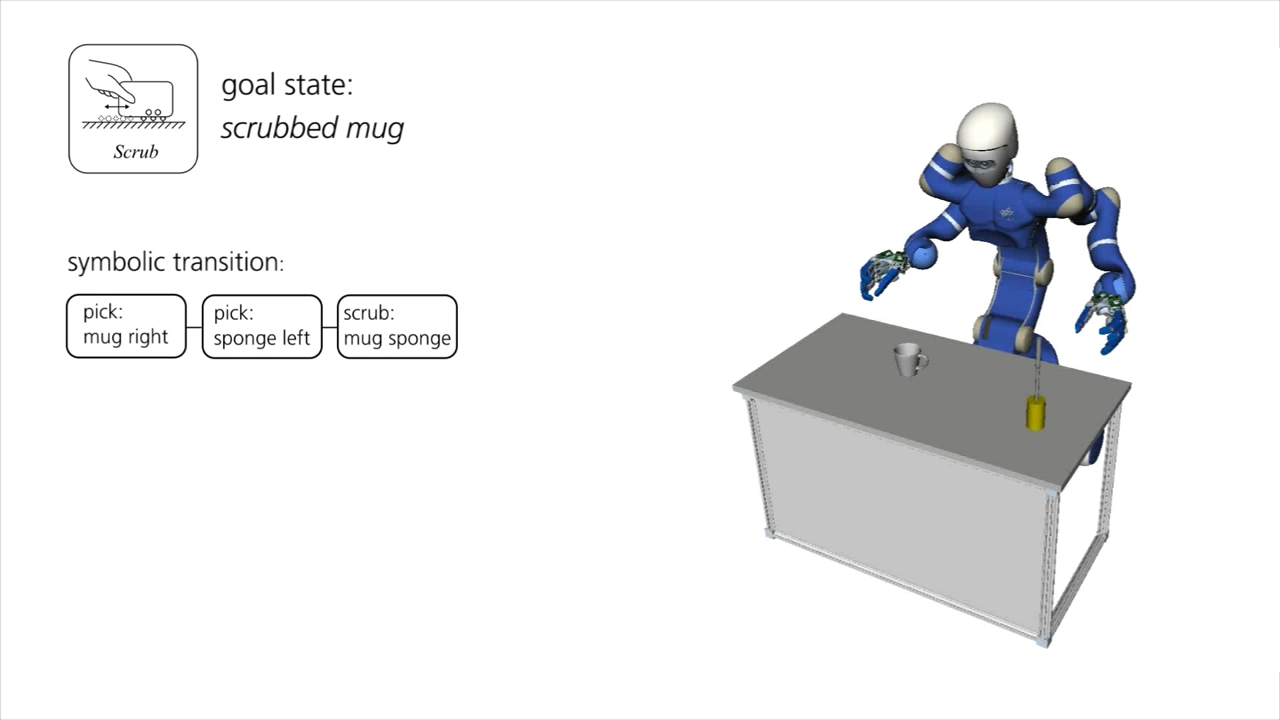 Scrub
goal state:
scrubbed mug
symbolic transition:
pick:
mug right
pick:
sponge left
scrub:
mug sponge